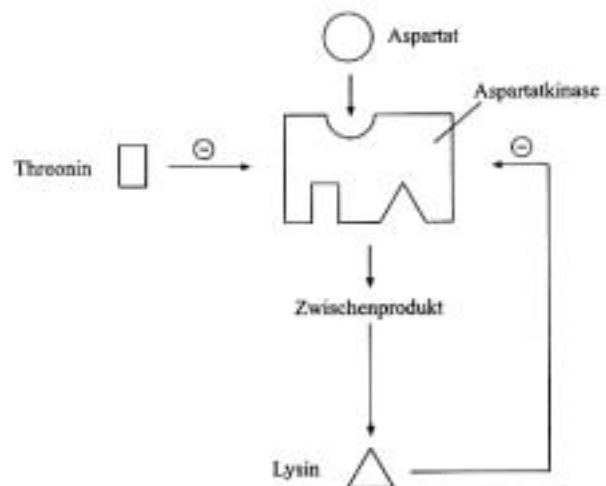 Aspartat
Aspartatkinase
Threonin
⊖
⊖
Zwischenprodukt
Lysin